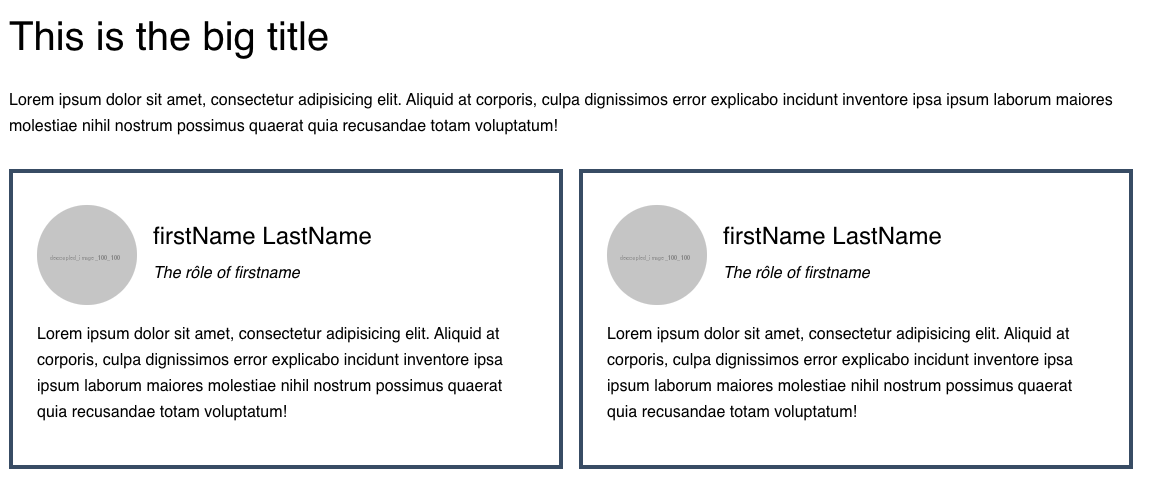 This is the big title
Lorem ipsum dolor sit amet, consectetur adipisicing elit. Aliquid at corporis, culpa dignissimos error explicabo incidunt inventore ipsa ipsum laborum maiores
molestiae nihil nostrum possimus quaerat quia recusandae totam voluptatum!
firstName LastName
The rôle of firstname
Lorem ipsum dolor sit amet, consectetur adipisicing elit. Aliquid at
corporis, culpa dignissimos error explicabo incidunt inventore ipsa
ipsum laborum maiores molestiae nihil nostrum possimus quaerat
quia recusandae totam voluptatum!
firstName LastName
The rôle of firstname
Lorem ipsum dolor sit amet, consectetur adipisicing elit. Aliquid at
corporis, culpa dignissimos error explicabo incidunt inventore ipsa
ipsum laborum maiores molestiae nihil nostrum possimus quaerat
quia recusandae totam voluptatum!